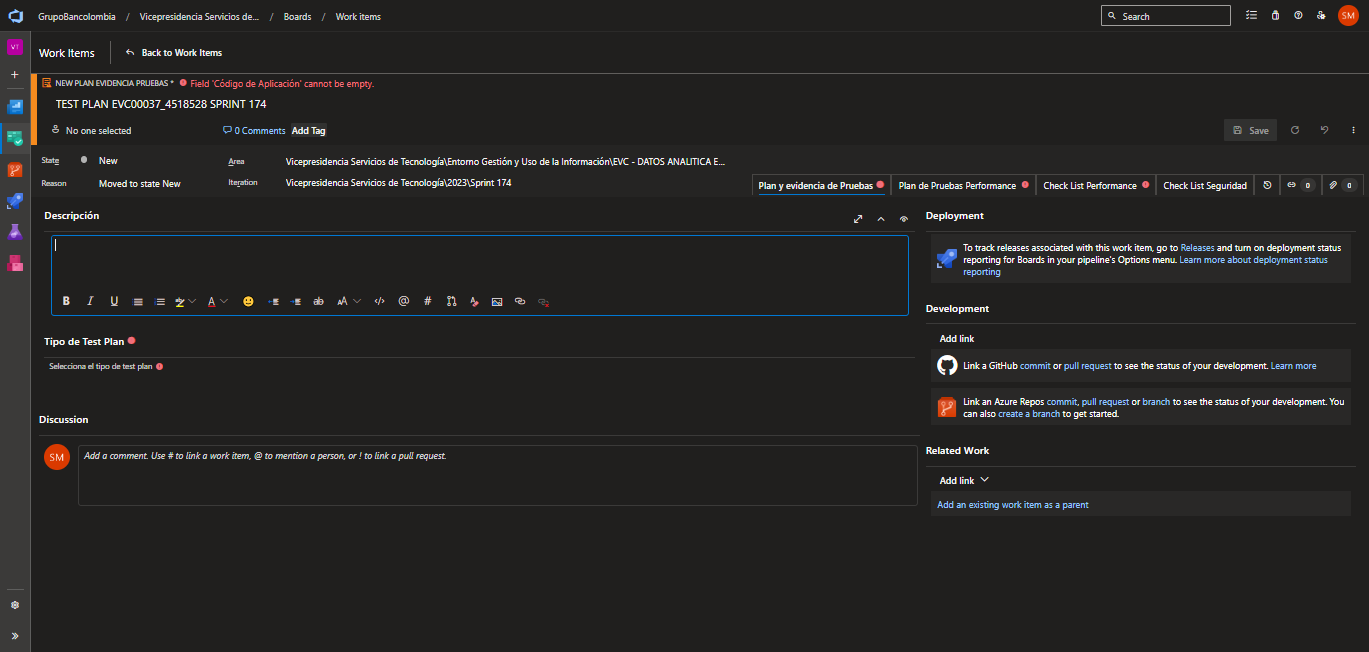 GrupoBancolombia / Vicepresidencia Servicios de... / Boards / Work items
Search
SM
VT
Work Items
Back to Work Items
NEW PLAN EVIDENCIA PRUEBAS * Field 'Código de Aplicación' cannot be empty.
TEST PLAN EVC00037_4518528 SPRINT 174
No one selected
0 Comments
Add Tag
Save
State
New
Area
Vicepresidencia Servicios de Tecnología\Entorno Gestión y Uso de la Información\EVC - DATOS ANALITICA E...
Reason
Moved to state New
Iteration
Vicepresidencia Servicios de Tecnología\2023\Sprint 174
Plan y evidencia de Pruebas
Plan de Pruebas Performance
Check List Performance
Check List Seguridad
0
0
Descripción
B I U A ab AA </> @ #
Tipo de Test Plan
Selecciona el tipo de test plan
Discussion
SM
Add a comment. Use # to link a work item, @ to mention a person, or ! to link a pull request.
Deployment
To track releases associated with this work item, go to Releases and turn on deployment status
reporting for Boards in your pipeline's Options menu. Learn more about deployment status
reporting
Development
Add link
Link a GitHub commit or pull request to see the status of your development. Learn more
Link an Azure Repos commit, pull request or branch to see the status of your development. You
can also create a branch to get started.
Related Work
Add link
Add an existing work item as a parent